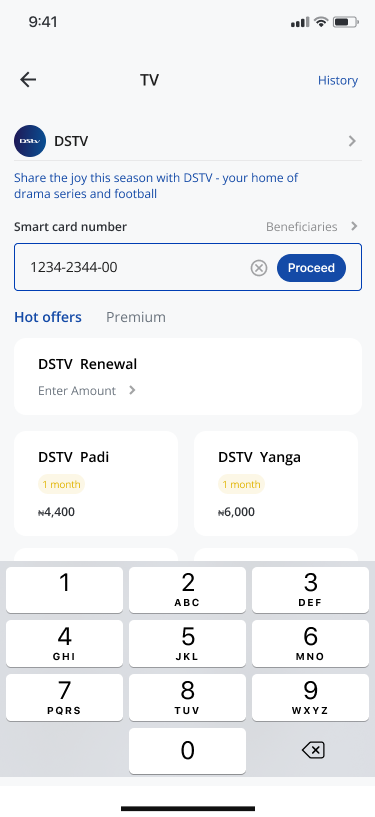 9:41
TV
History
DStv
DSTV
Share the joy this season with DSTV - your home of
drama series and football
Smart card number
Beneficiaries
1234-2344-00
Proceed
Hot offers
Premium
DSTV Renewal
Enter Amount
DSTV Padi
DSTV Yanga
1 month
1 month
₦4,400
₦6,000
1
2
ABC
3
DEF
4
GHI
5
JKL
6
MNO
7
PQRS
8
TUV
9
WXYZ
0